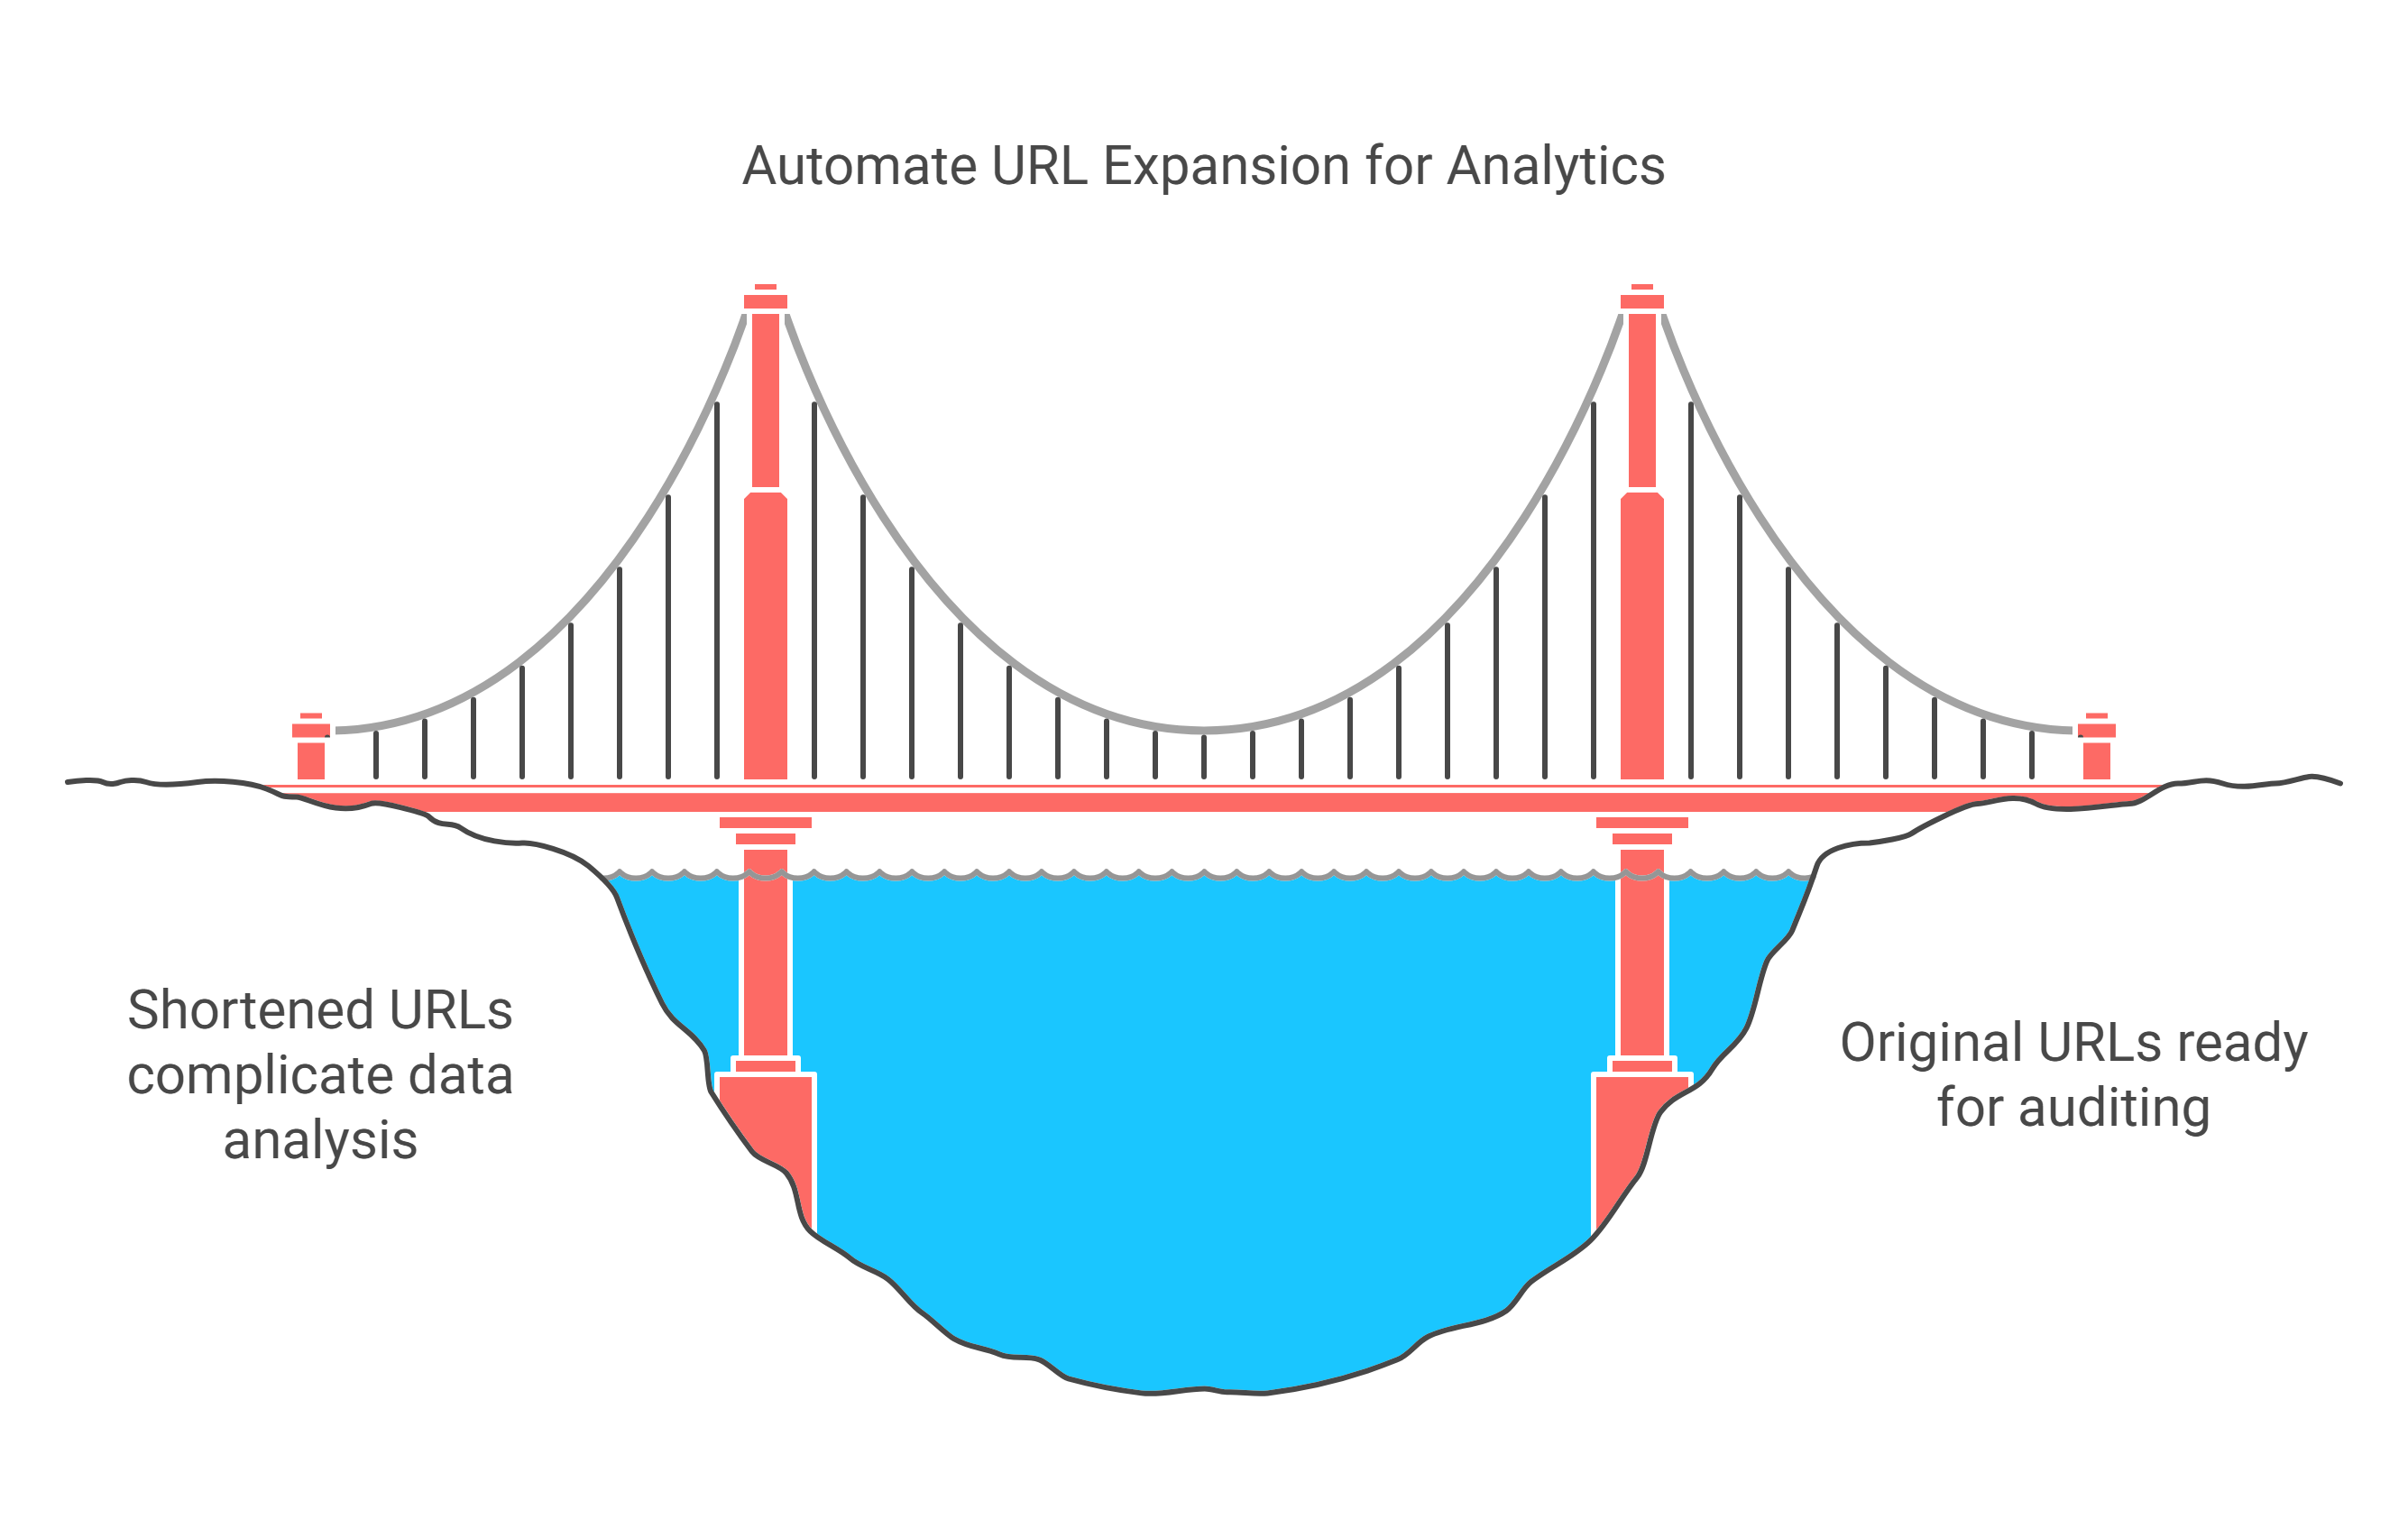 Automate URL Expansion for Analytics
Shortened URLs
complicate data
analysis
Original URLs ready
for auditing